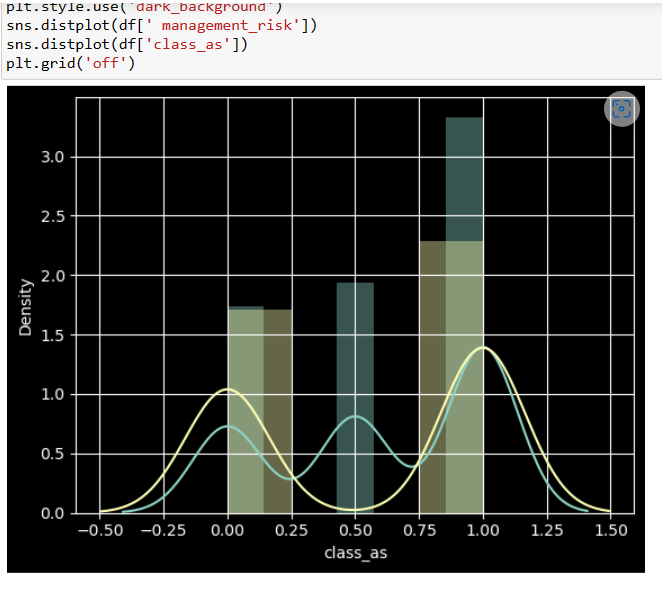 plt.style.use('dark_background')
sns.distplot(df[' management_risk'])
sns.distplot(df['class_as'])
plt.grid('off')
3.0
2.5
2.0
1.5
1.0
0.5
0.0
Density
−0.50 −0.25 0.00 0.25 0.50 0.75 1.00 1.25 1.50
class_as